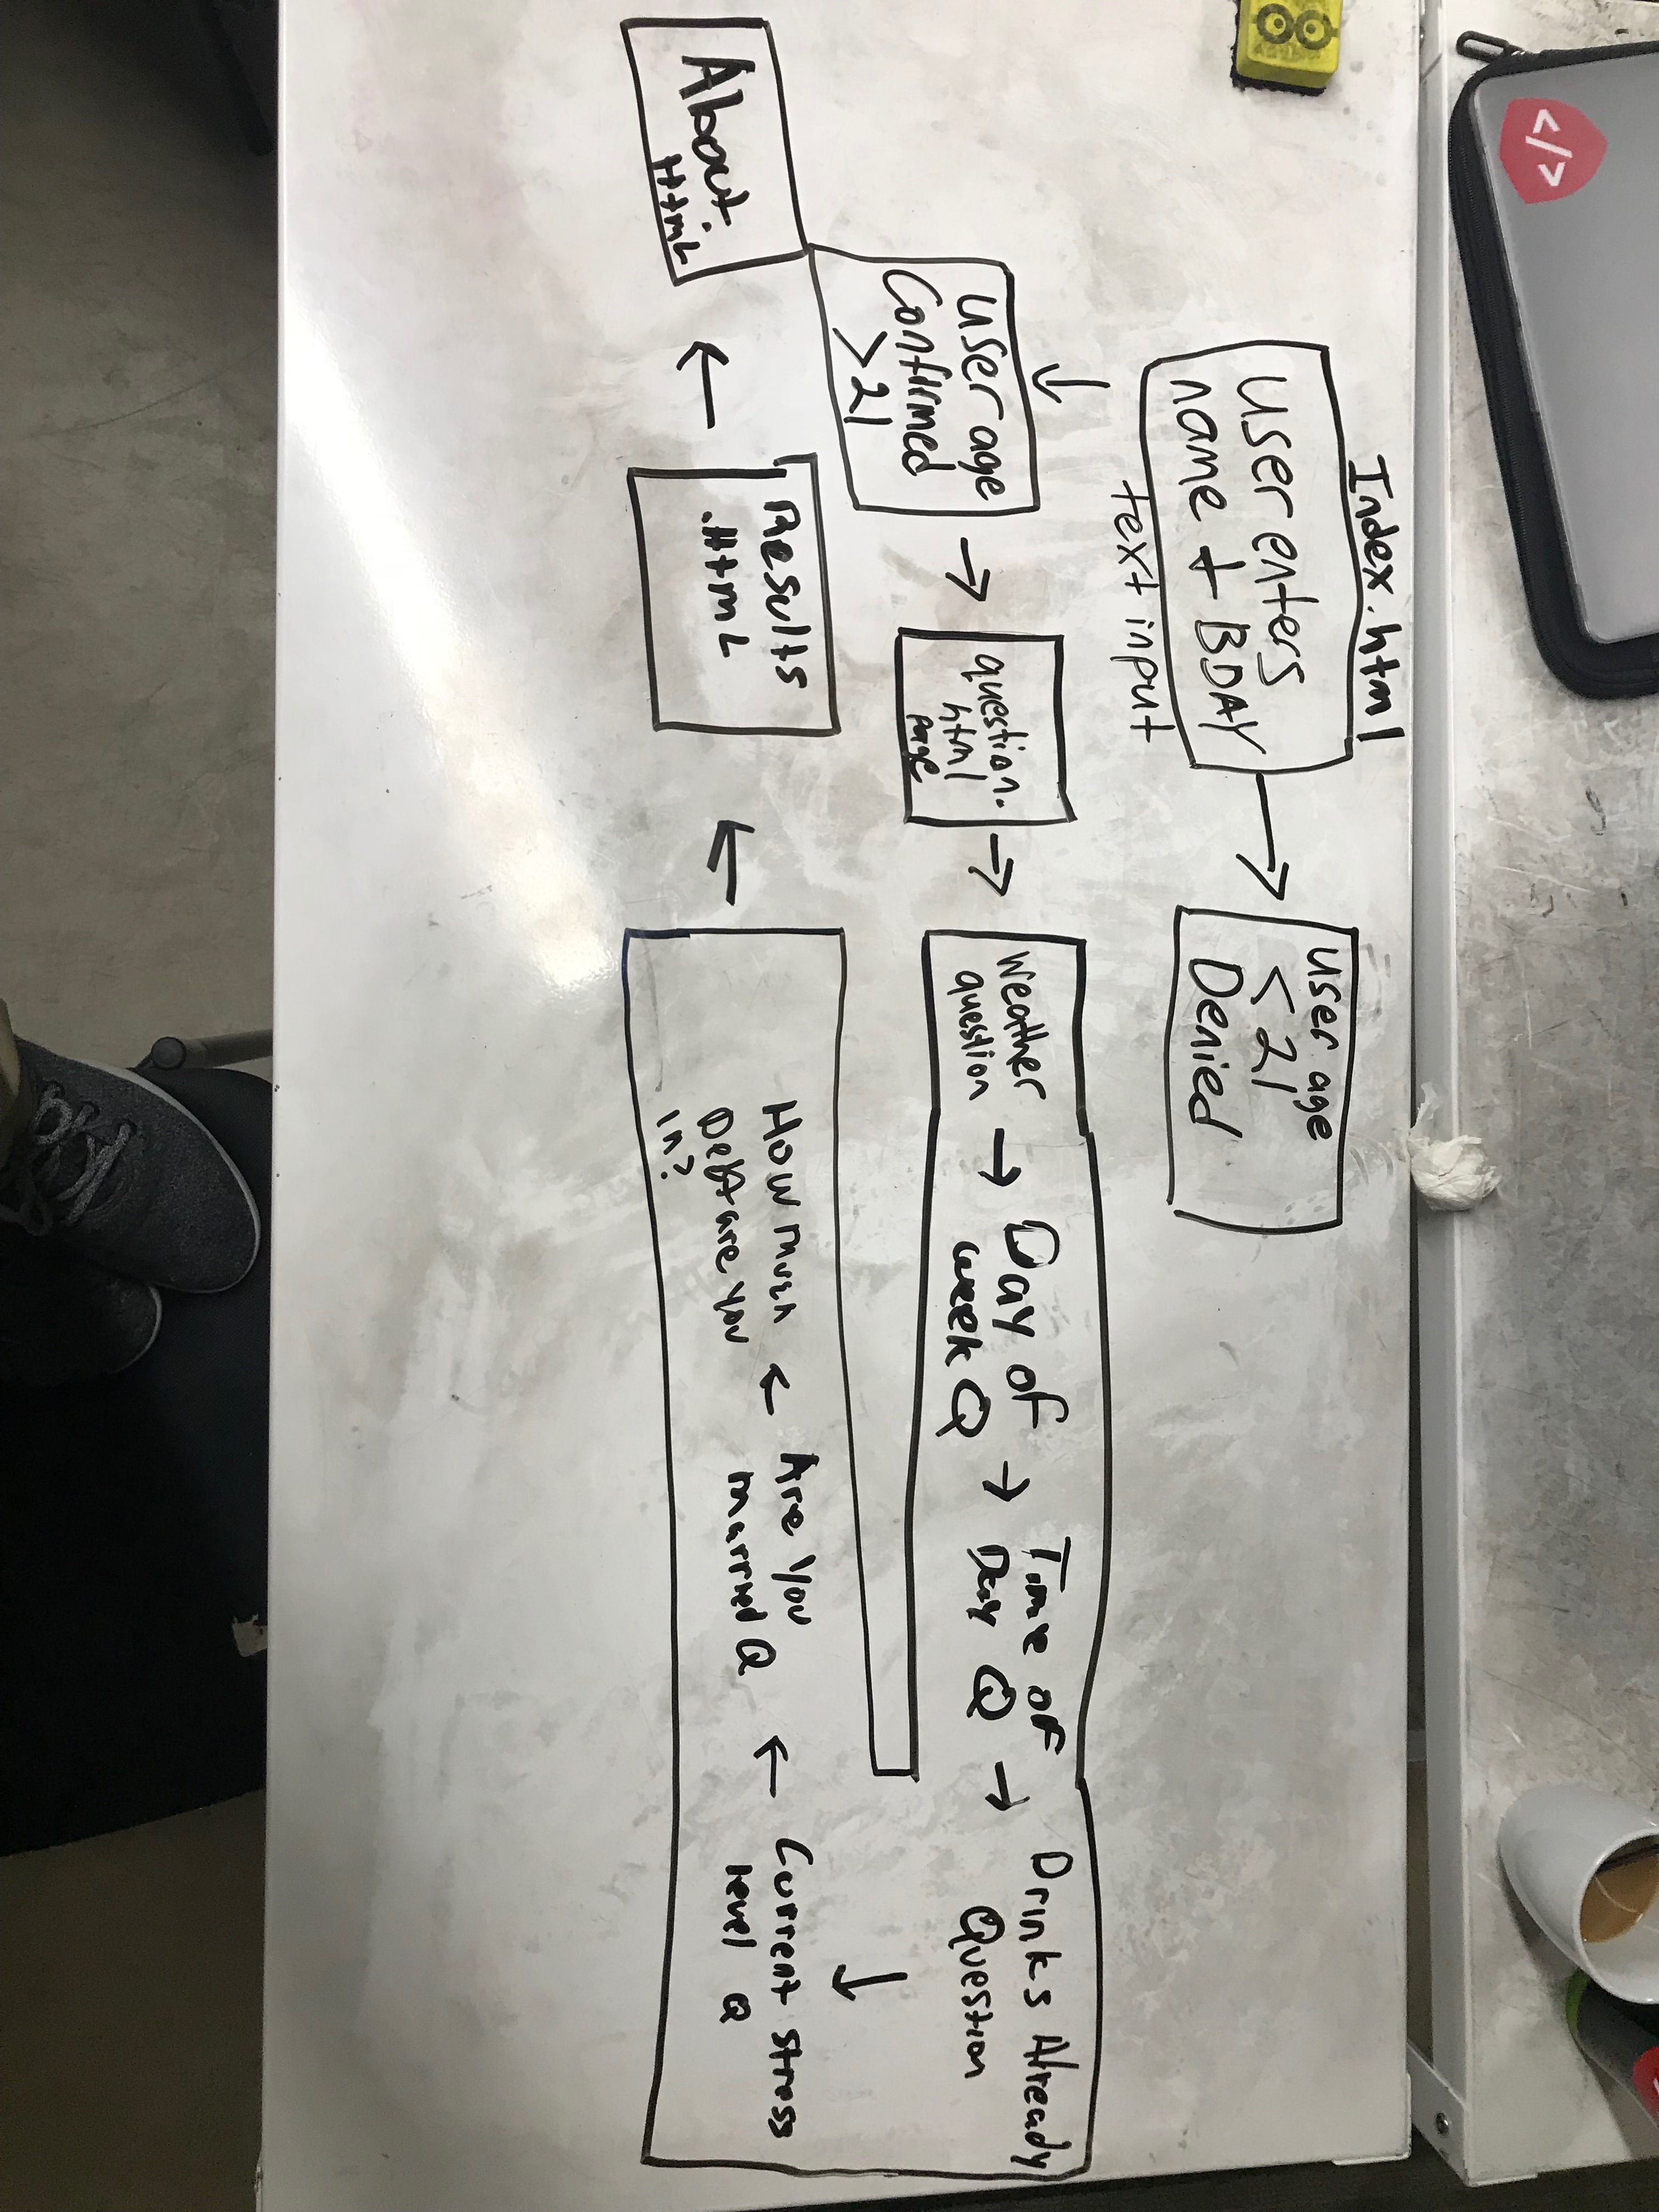 Index.html
User enters
name + BDAY
text input
User age
< 21
Denied
User age
Confirmed
>21
question.
html
page
Weather
question
Day of
week Q
Time of
Day Q
Drinks Already
Question
Current stress
level Q
Are you
married Q
How much
Debt are you
in?
Results
.HTML
About.
HTML
</>